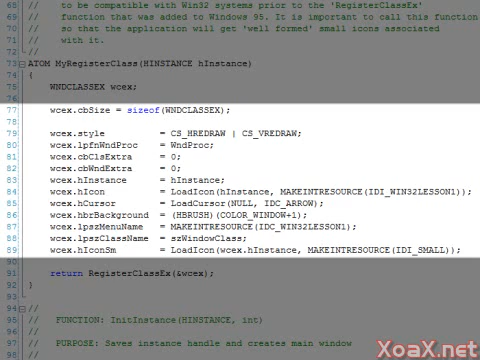 68 // to be compatible with Win32 systems prior to the 'RegisterClassEx'
69 // function that was added to Windows 95. It is important to call this function
70 // so that the application will get 'well formed' small icons associated
71 // with it.
72 //
73 ATOM MyRegisterClass(HINSTANCE hInstance)
74 {
75 WNDCLASSEX wcex;
76
77 wcex.cbSize = sizeof(WNDCLASSEX);
78
79 wcex.style = CS_HREDRAW | CS_VREDRAW;
80 wcex.lpfnWndProc = WndProc;
81 wcex.cbClsExtra = 0;
82 wcex.cbWndExtra = 0;
83 wcex.hInstance = hInstance;
84 wcex.hIcon = LoadIcon(hInstance, MAKEINTRESOURCE(IDI_WIN32LESSON1));
85 wcex.hCursor = LoadCursor(NULL, IDC_ARROW);
86 wcex.hbrBackground = (HBRUSH)(COLOR_WINDOW+1);
87 wcex.lpszMenuName = MAKEINTRESOURCE(IDC_WIN32LESSON1);
88 wcex.lpszClassName = szWindowClass;
89 wcex.hIconSm = LoadIcon(wcex.hInstance, MAKEINTRESOURCE(IDI_SMALL));
90
91 return RegisterClassEx(&wcex);
92 }
93
94 //
95 // FUNCTION: InitInstance(HINSTANCE, int)
96 //
97 // PURPOSE: Saves instance handle and creates main window
98 //
XoaX.net